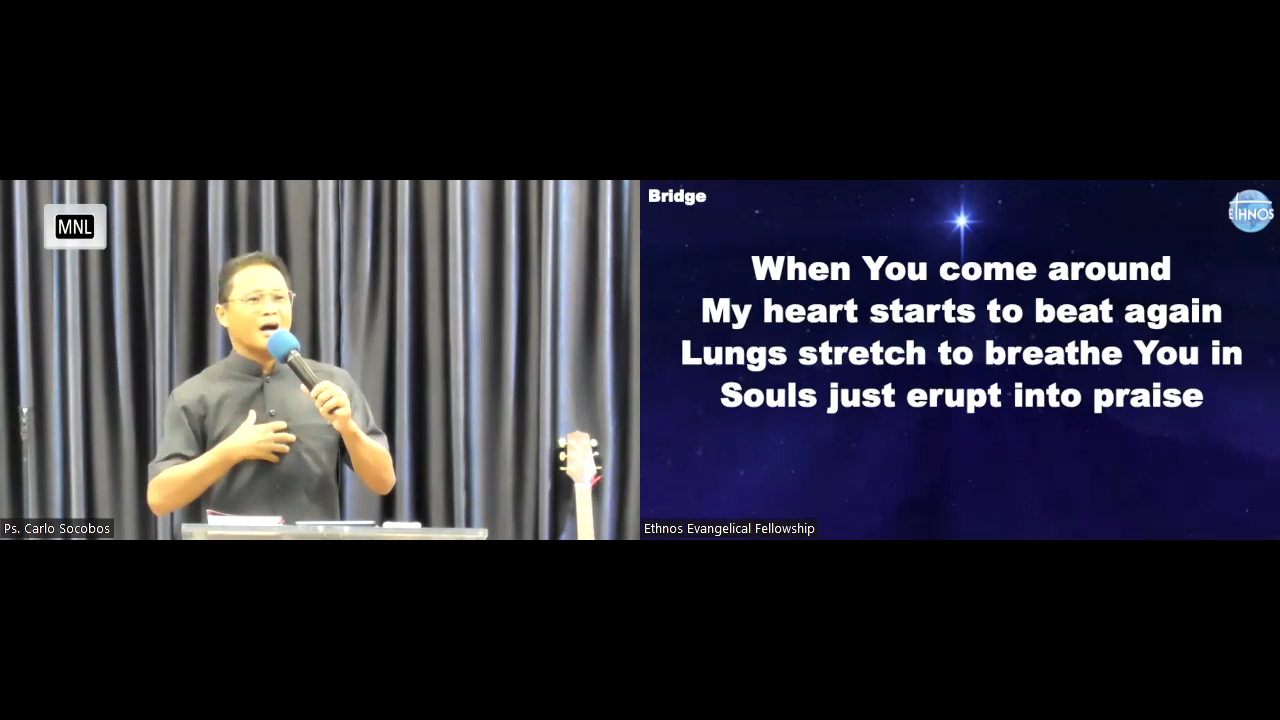 MNL
Ps. Carlo Socobos
Bridge
ETHNOS
When You come around
My heart starts to beat again
Lungs stretch to breathe You in
Souls just erupt into praise
Ethnos Evangelical Fellowship